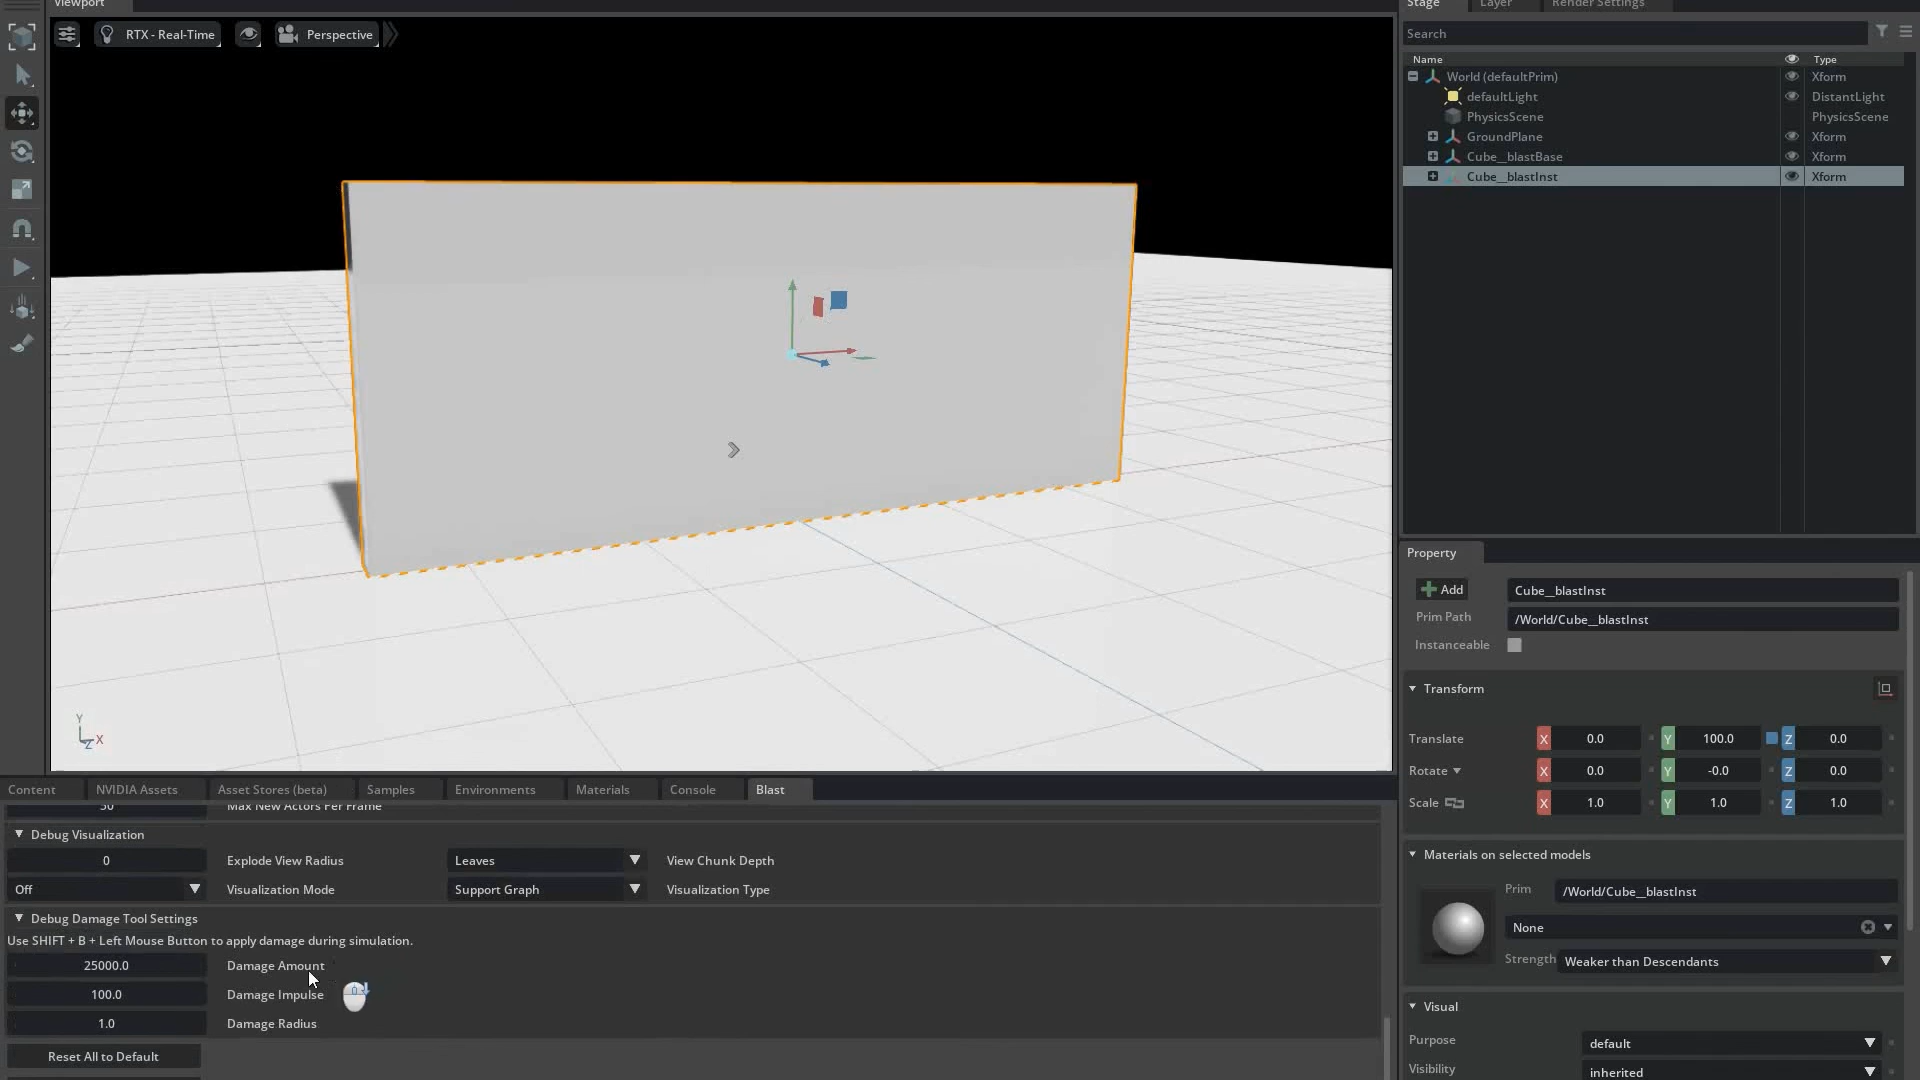 Viewport
RTX - Real-Time
Perspective
Y
X
Z
Stage
Layer
Render Settings
Search
Name
Type
World (defaultPrim)
Xform
defaultLight
DistantLight
PhysicsScene
PhysicsScene
GroundPlane
Xform
Cube__blastBase
Xform
Cube__blastInst
Xform
Content
NVIDIA Assets
Asset Stores (beta)
Samples
Environments
Materials
Console
Blast
50 Max New Actors Per Frame
Debug Visualization
0 Explode View Radius Leaves View Chunk Depth
Off Visualization Mode Support Graph Visualization Type
Debug Damage Tool Settings
Use SHIFT + B + Left Mouse Button to apply damage during simulation.
25000.0 Damage Amount
100.0 Damage Impulse
1.0 Damage Radius
Reset All to Default
Property
Add Cube__blastInst
Prim Path /World/Cube__blastInst
Instanceable
Transform
Translate X 0.0 Y 100.0 Z 0.0
Rotate X 0.0 Y -0.0 Z 0.0
Scale X 1.0 Y 1.0 Z 1.0
Materials on selected models
Prim /World/Cube__blastInst
None
Strength Weaker than Descendants
Visual
Purpose default
Visibility inherited